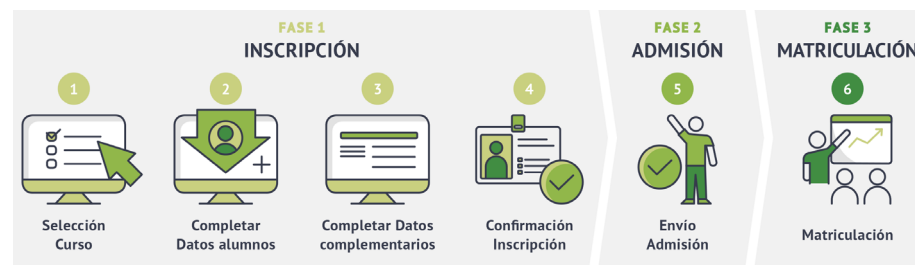 FASE 1
INSCRIPCIÓN
1
2
3
4
Selección
Curso
Completar
Datos alumnos
Completar Datos
complementarios
Confirmación
Inscripción
FASE 2
ADMISIÓN
5
Envío
Admisión
FASE 3
MATRICULACIÓN
6
Matriculación